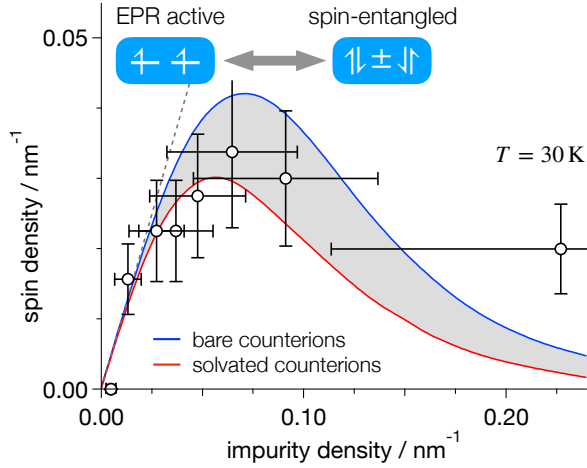 EPR active
spin-entangled
0.05
T = 30 K
spin density / nm⁻¹
bare counterions
solvated counterions
0.00
0.00
0.10
0.20
impurity density / nm⁻¹